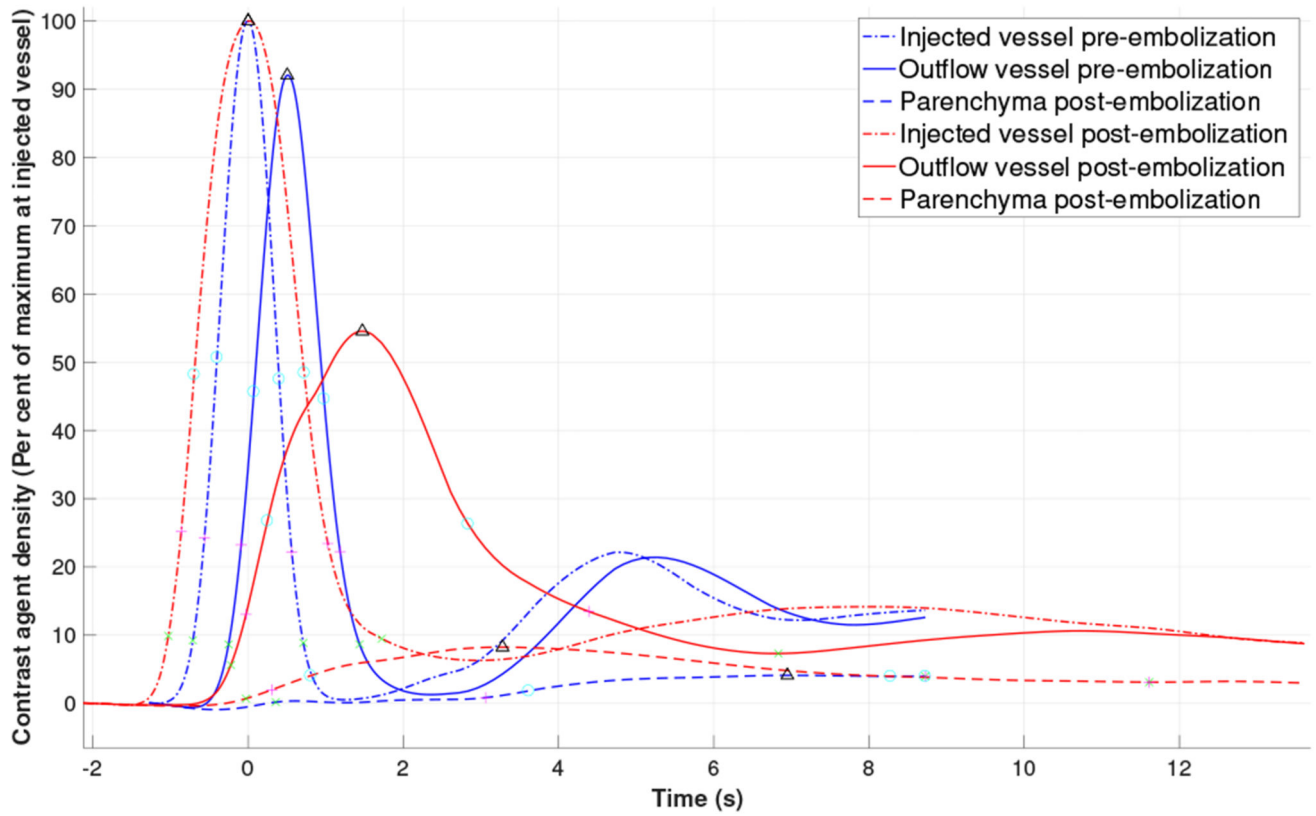 Contrast agent density (Per cent of maximum at injected vessel)
100
90
80
70
60
50
40
30
20
10
0
-2 0 2 4 6 8 10 12
Time (s)
Injected vessel pre-embolization
Outflow vessel pre-embolization
Parenchyma post-embolization
Injected vessel post-embolization
Outflow vessel post-embolization
Parenchyma post-embolization